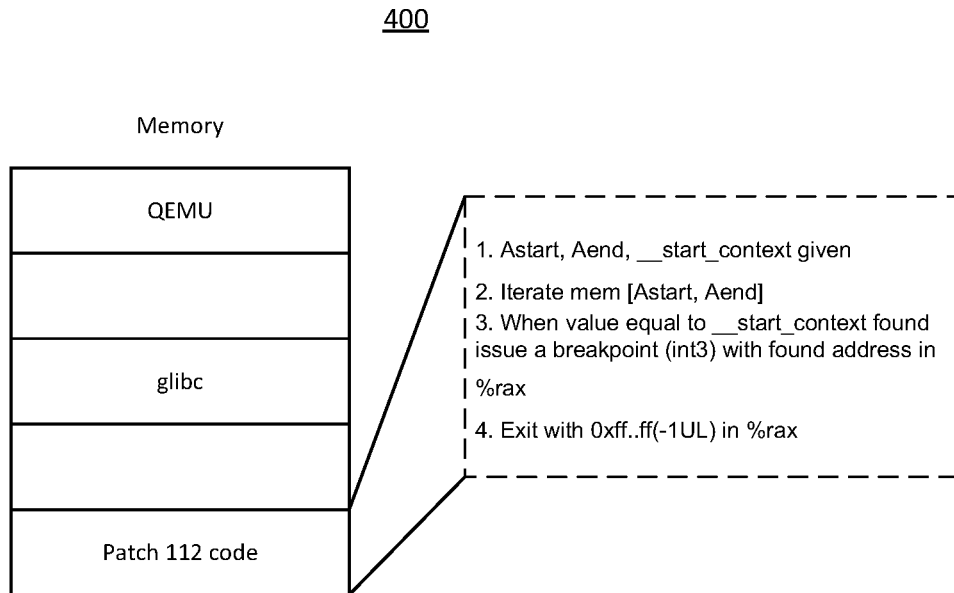 400
Memory
QEMU
glibc
Patch 112 code
1. Astart, Aend, __start_context given
2. Iterate mem [Astart, Aend]
3. When value equal to __start_context found
issue a breakpoint (int3) with found address in
%rax
4. Exit with 0xff..ff(-1UL) in %rax